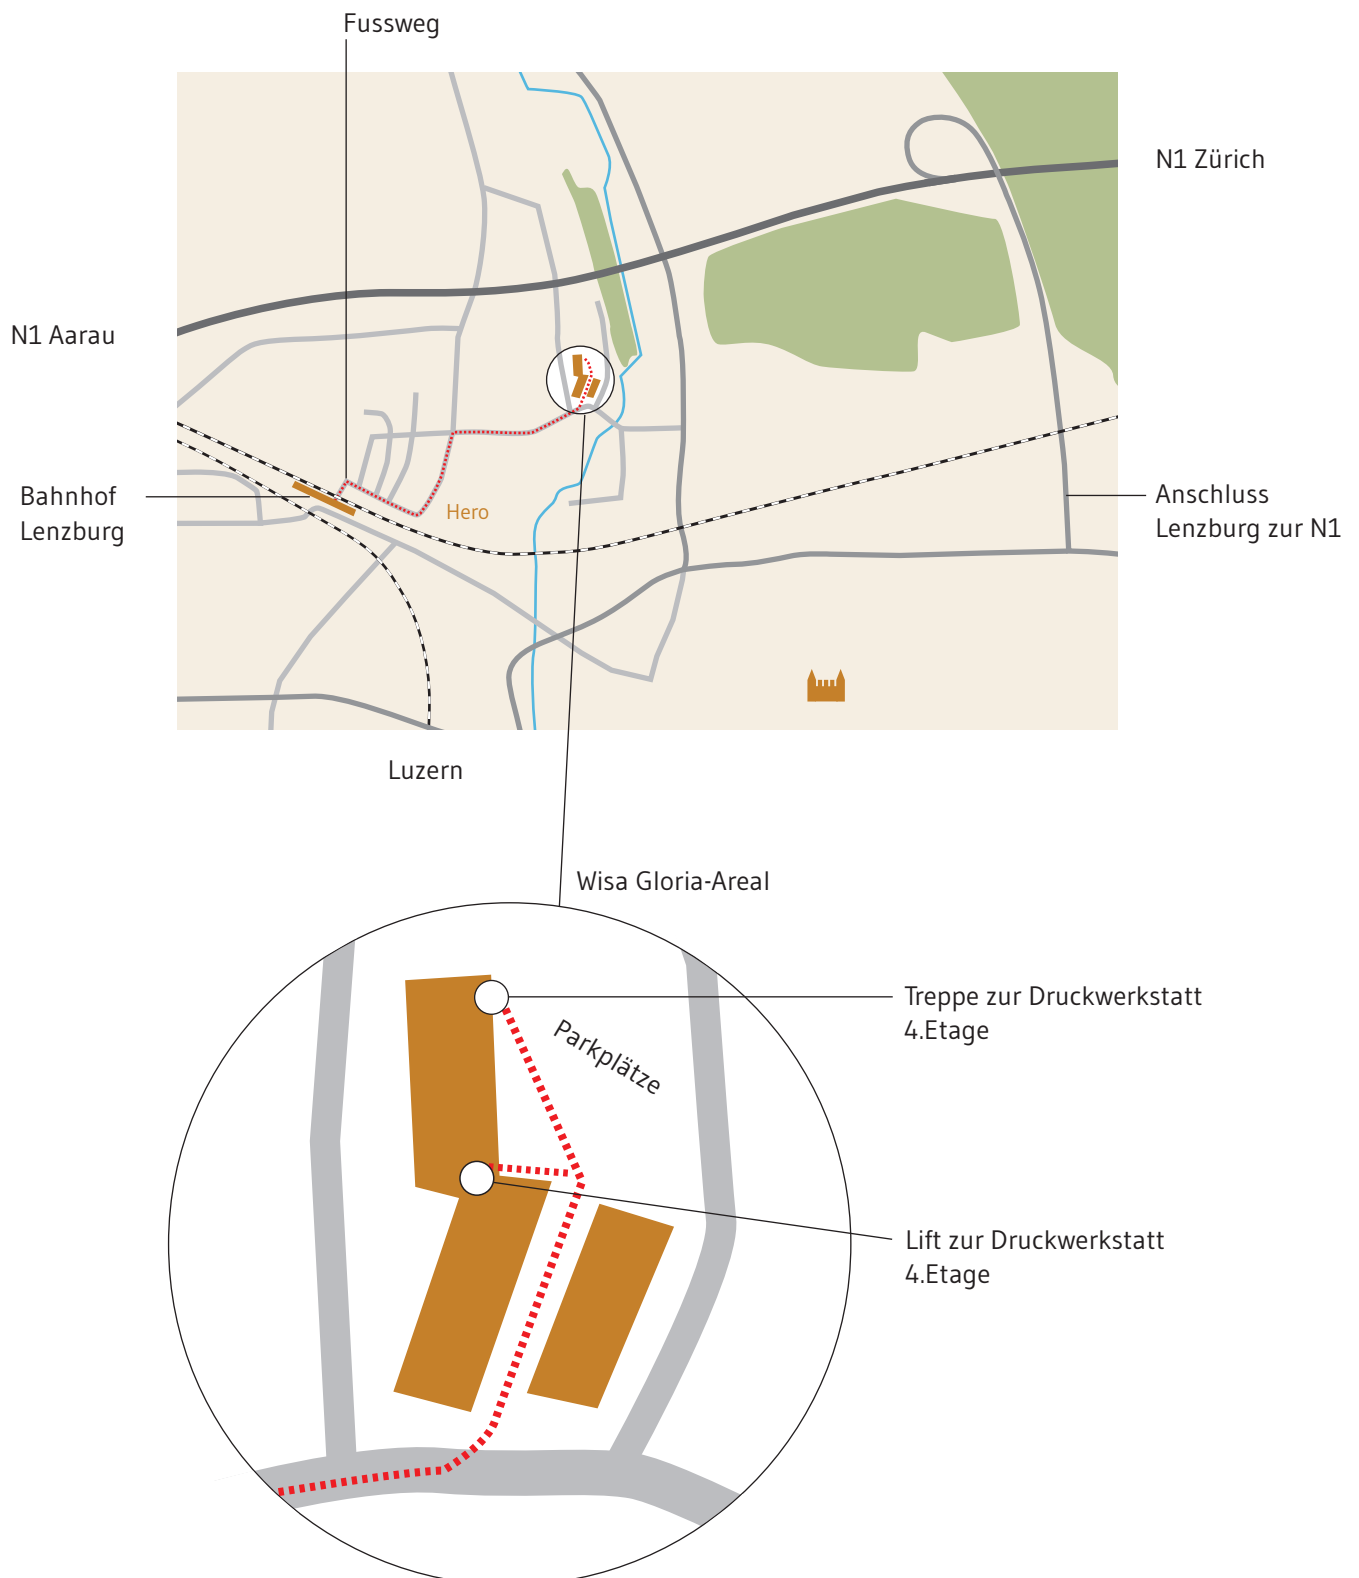 Fussweg
N1 Zürich
N1 Aarau
Bahnhof
Lenzburg
Hero
Anschluss
Lenzburg zur N1
Luzern
Wisa Gloria-Areal
Treppe zur Druckwerkstatt
4.Etage
Parkplätze
Lift zur Druckwerkstatt
4.Etage